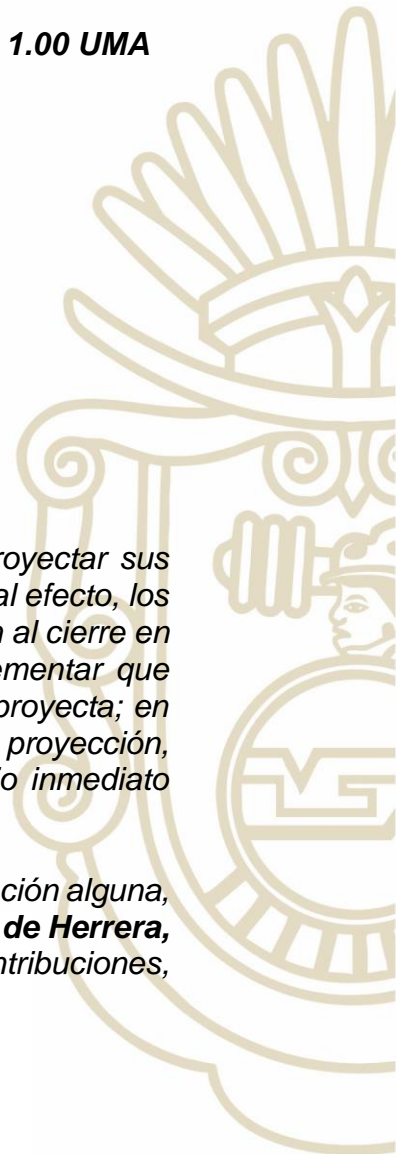 1.00 UMA
royectar sus
al efecto, los
n al cierre en
ementar que
proyecta; en
proyección,
o inmediato
ción alguna,
de Herrera,
ntribuciones,